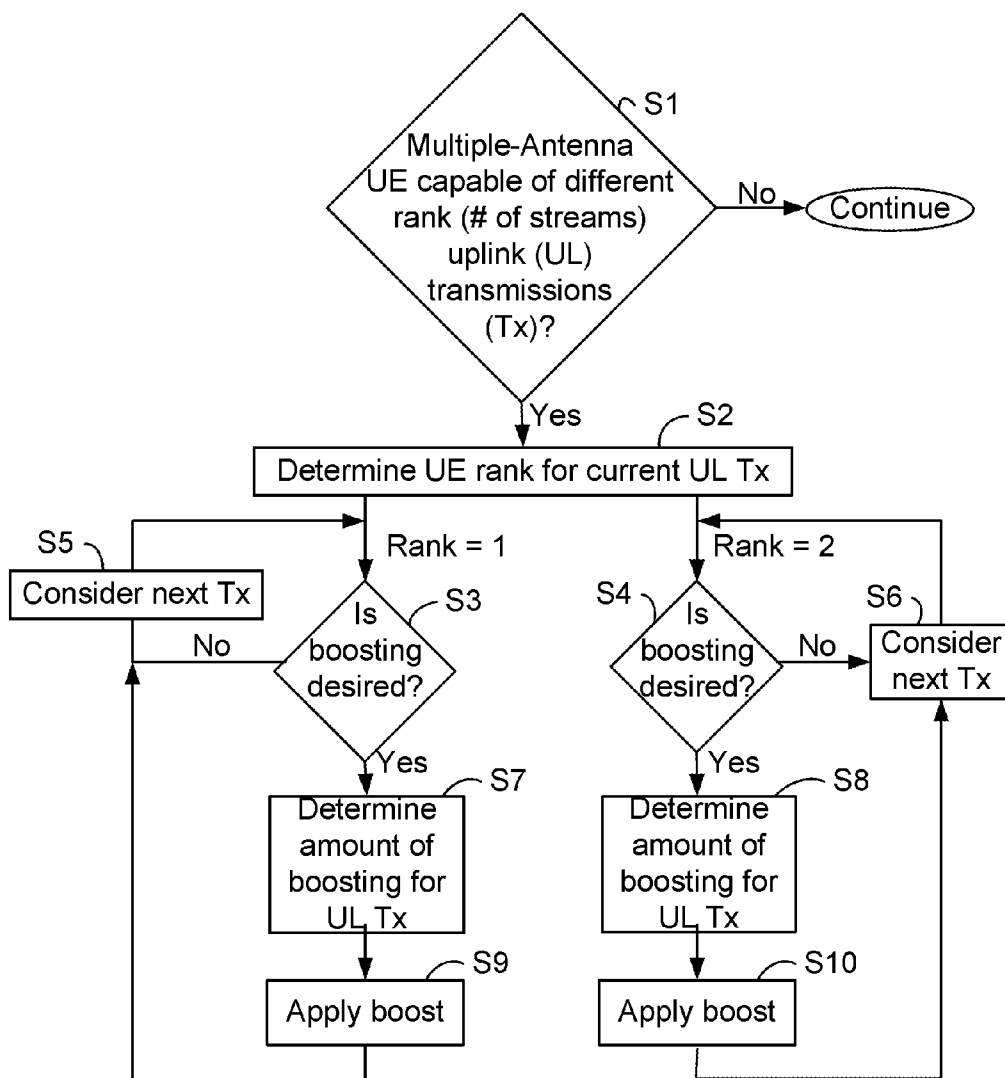 S1
Multiple-Antenna
UE capable of different
rank (# of streams)
uplink (UL)
transmissions
(Tx)?
No
Continue
Yes
S2
Determine UE rank for current UL Tx
S5
Consider next Tx
Rank = 1
Rank = 2
S3
Is
boosting
desired?
No
S4
Is
boosting
desired?
No
S6
Consider
next Tx
Yes
Yes
S7
Determine
amount of
boosting for
UL Tx
S8
Determine
amount of
boosting for
UL Tx
S9
Apply boost
S10
Apply boost